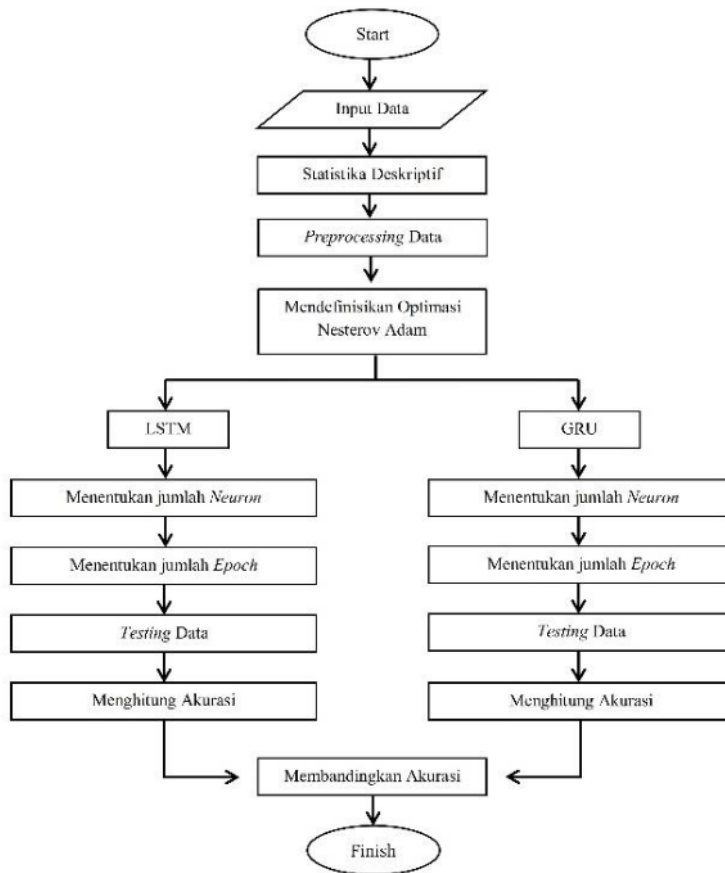 Start
Input Data
Statistika Deskriptif
Preprocessing Data
Mendefinisikan Optimasi
Nesterov Adam
LSTM
Menentukan jumlah Neuron
Menentukan jumlah Epoch
Testing Data
Menghitung Akurasi
GRU
Menentukan jumlah Neuron
Menentukan jumlah Epoch
Testing Data
Menghitung Akurasi
Membandingkan Akurasi
Finish